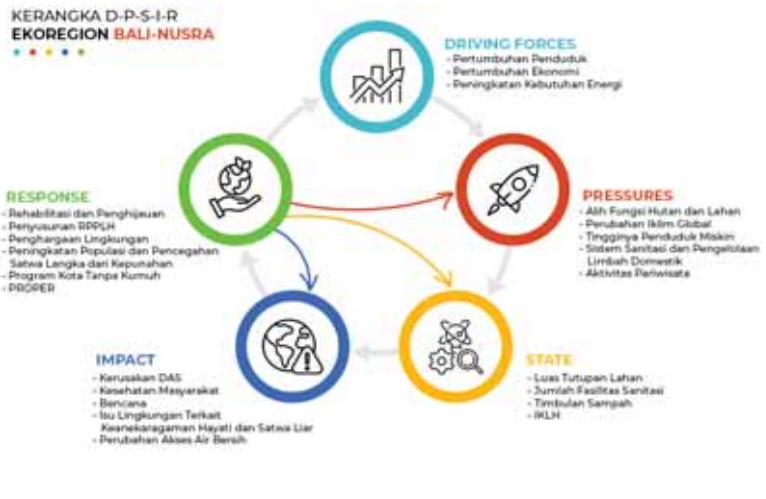 KERANGKA D-P-S-I-R
EKOREGION BALI-NUSRA
DRIVING FORCES
- Pertumbuhan Penduduk
- Pertumbuhan Ekonomi
- Peningkatan Kebutuhan Energi
RESPONSE
- Rehabilitasi dan Penghijauan
- Penyusunan RPPLH
- Penghargaan Lingkungan
- Peningkatan Populasi dan Pencegahan
Satwa Langka dari Kepunahan
- Program Kota Tanpa Kumuh
- PROPER
PRESSURES
- Alih Fungsi Hutan dan Lahan
- Perubahan Iklim Global
- Tingginya Penduduk Miskin
- Sistem Sanitasi dan Pengelolaan
Limbah Domestik
- Aktivitas Pariwisata
IMPACT
- Kerusakan DAS
- Kesehatan Masyarakat
- Bencana
- Isu Lingkungan Terkait
Keanekaragaman Hayati dan Satwa Liar
- Perubahan Akses Air Bersih
STATE
- Luas Tutupan Lahan
- Jumlah Fasilitas Sanitasi
- Timbulan Sampah
- IKLH